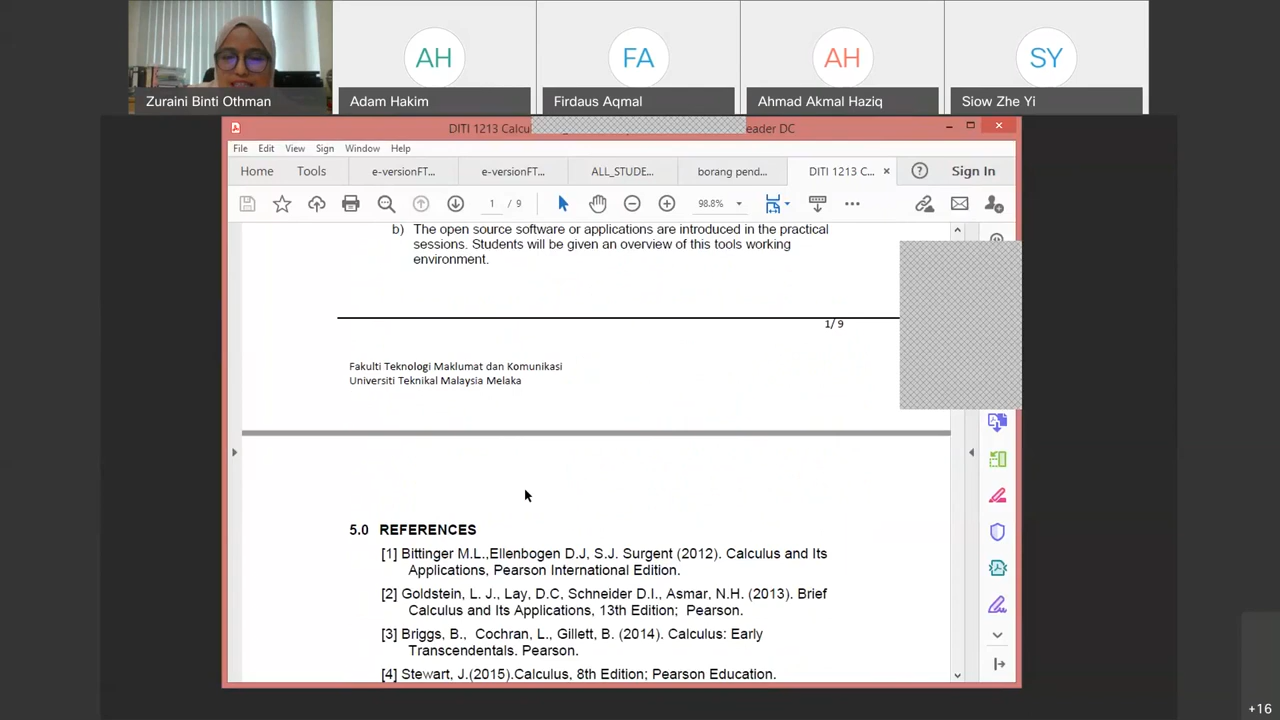 AH FA AH SY
Zuraini Binti Othman Adam Hakim Firdaus Aqmal Ahmad Akmal Haziq Siow Zhe Yi
DITI 1213 Calcu eader DC
File Edit View Sign Window Help
Home Tools e-versionFT... e-versionFT... ALL_STUDE... borang pend... DITI 1213 C... × Sign In
1 / 9 98.8%
b) The open source software or applications are introduced in the practical
sessions. Students will be given an overview of this tools working
environment.
1/ 9
Fakulti Teknologi Maklumat dan Komunikasi
Universiti Teknikal Malaysia Melaka
5.0 REFERENCES
[1] Bittinger M.L.,Ellenbogen D.J, S.J. Surgent (2012). Calculus and Its
Applications, Pearson International Edition.
[2] Goldstein, L. J., Lay, D.C, Schneider D.I., Asmar, N.H. (2013). Brief
Calculus and Its Applications, 13th Edition; Pearson.
[3] Briggs, B., Cochran, L., Gillett, B. (2014). Calculus: Early
Transcendentals. Pearson.
[4] Stewart, J.(2015).Calculus, 8th Edition; Pearson Education.
+16